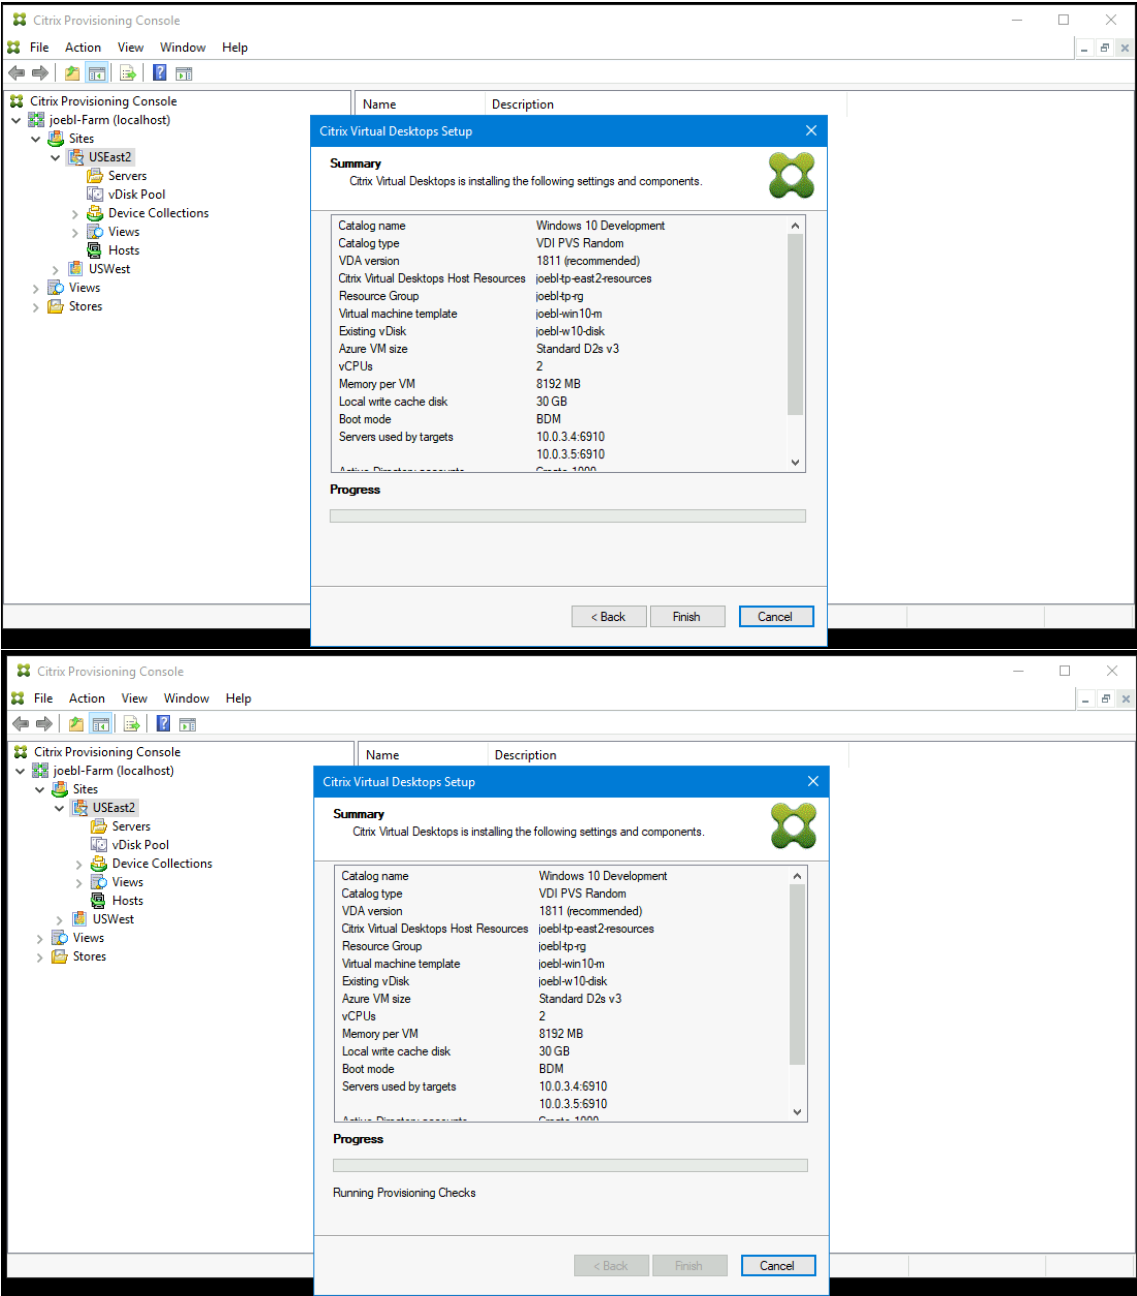 Citrix Provisioning Console
File Action View Window Help
Citrix Provisioning Console
joebl-Farm (localhost)
Sites
USEast2
Servers
vDisk Pool
Device Collections
Views
Hosts
USWest
Views
Stores
Name Description
Citrix Virtual Desktops Setup
Summary
Citrix Virtual Desktops is installing the following settings and components.
Catalog name Windows 10 Development
Catalog type VDI PVS Random
VDA version 1811 (recommended)
Citrix Virtual Desktops Host Resources joebl-tp-east2-resources
Resource Group joebl-tp-rg
Virtual machine template joebl-win10-m
Existing vDisk joebl-w10-disk
Azure VM size Standard D2s v3
vCPUs 2
Memory per VM 8192 MB
Local write cache disk 30 GB
Boot mode BDM
Servers used by targets 10.0.3.4:6910
10.0.3.5:6910
Active Directory accounts Create 1000
Progress
< Back Finish Cancel
Citrix Provisioning Console
File Action View Window Help
Citrix Provisioning Console
joebl-Farm (localhost)
Sites
USEast2
Servers
vDisk Pool
Device Collections
Views
Hosts
USWest
Views
Stores
Name Description
Citrix Virtual Desktops Setup
Summary
Citrix Virtual Desktops is installing the following settings and components.
Catalog name Windows 10 Development
Catalog type VDI PVS Random
VDA version 1811 (recommended)
Citrix Virtual Desktops Host Resources joebl-tp-east2-resources
Resource Group joebl-tp-rg
Virtual machine template joebl-win10-m
Existing vDisk joebl-w10-disk
Azure VM size Standard D2s v3
vCPUs 2
Memory per VM 8192 MB
Local write cache disk 30 GB
Boot mode BDM
Servers used by targets 10.0.3.4:6910
10.0.3.5:6910
Active Directory accounts Create 1000
Progress
Running Provisioning Checks
< Back Finish Cancel